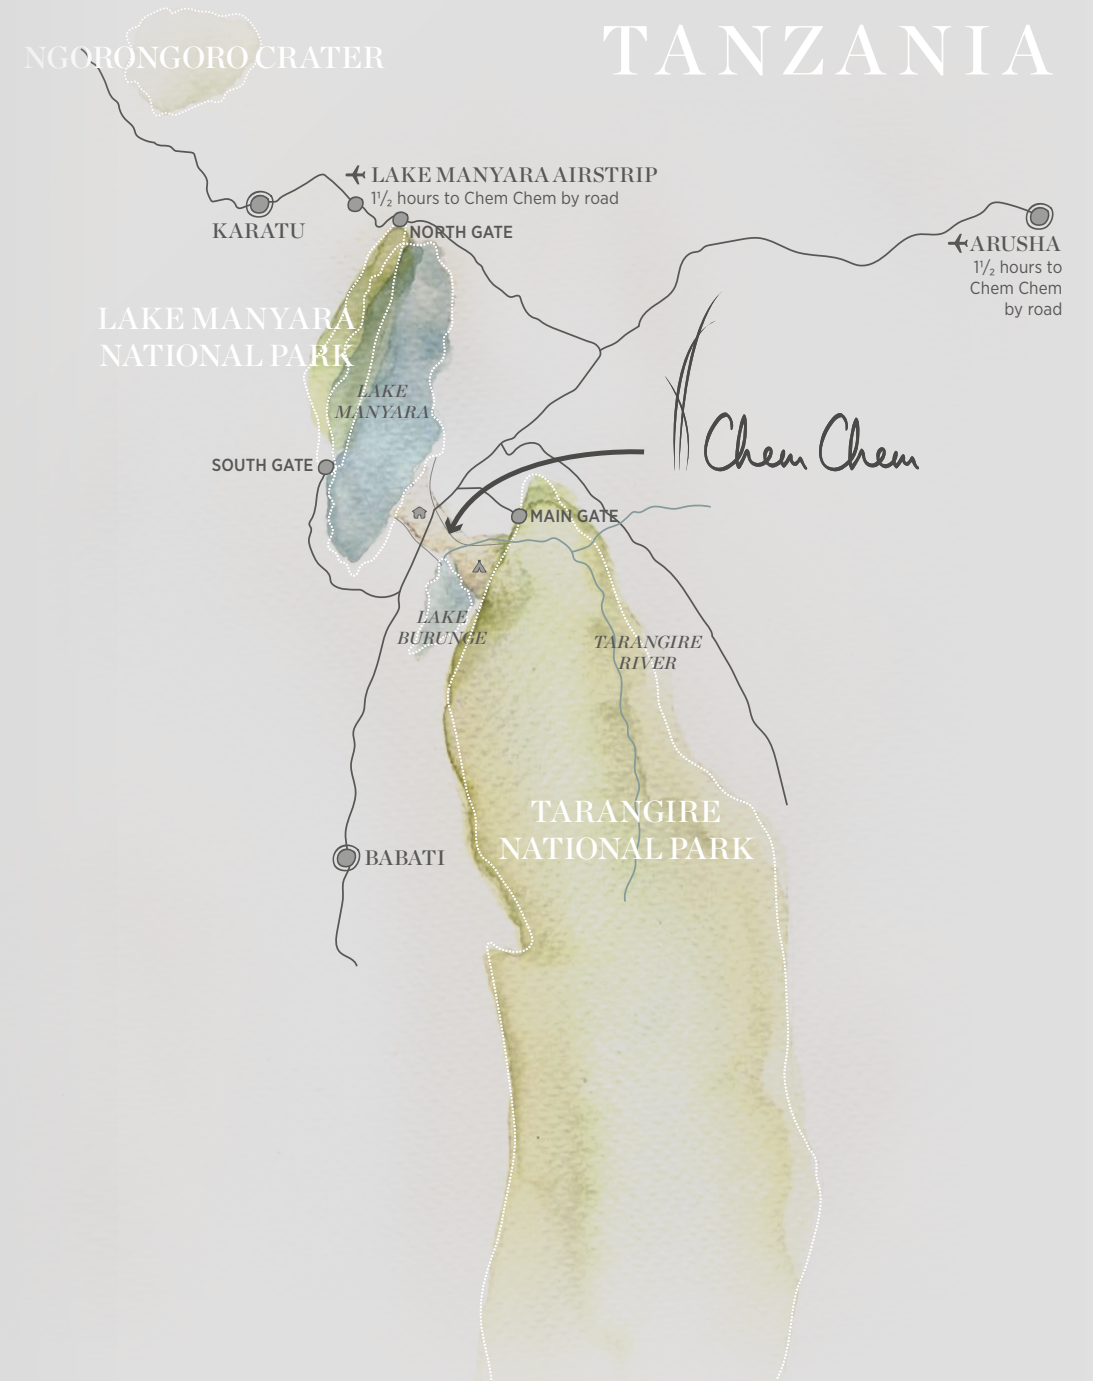 TANZANIA
NGORONGORO CRATER
LAKE MANYARA AIRSTRIP
1½ hours to Chem Chem by road
KARATU
NORTH GATE
ARUSHA
1½ hours to
Chem Chem
by road
LAKE MANYARA
NATIONAL PARK
LAKE
MANYARA
Chem Chem
SOUTH GATE
MAIN GATE
LAKE
BURUNGE
TARANGIRE
RIVER
TARANGIRE
NATIONAL PARK
BABATI